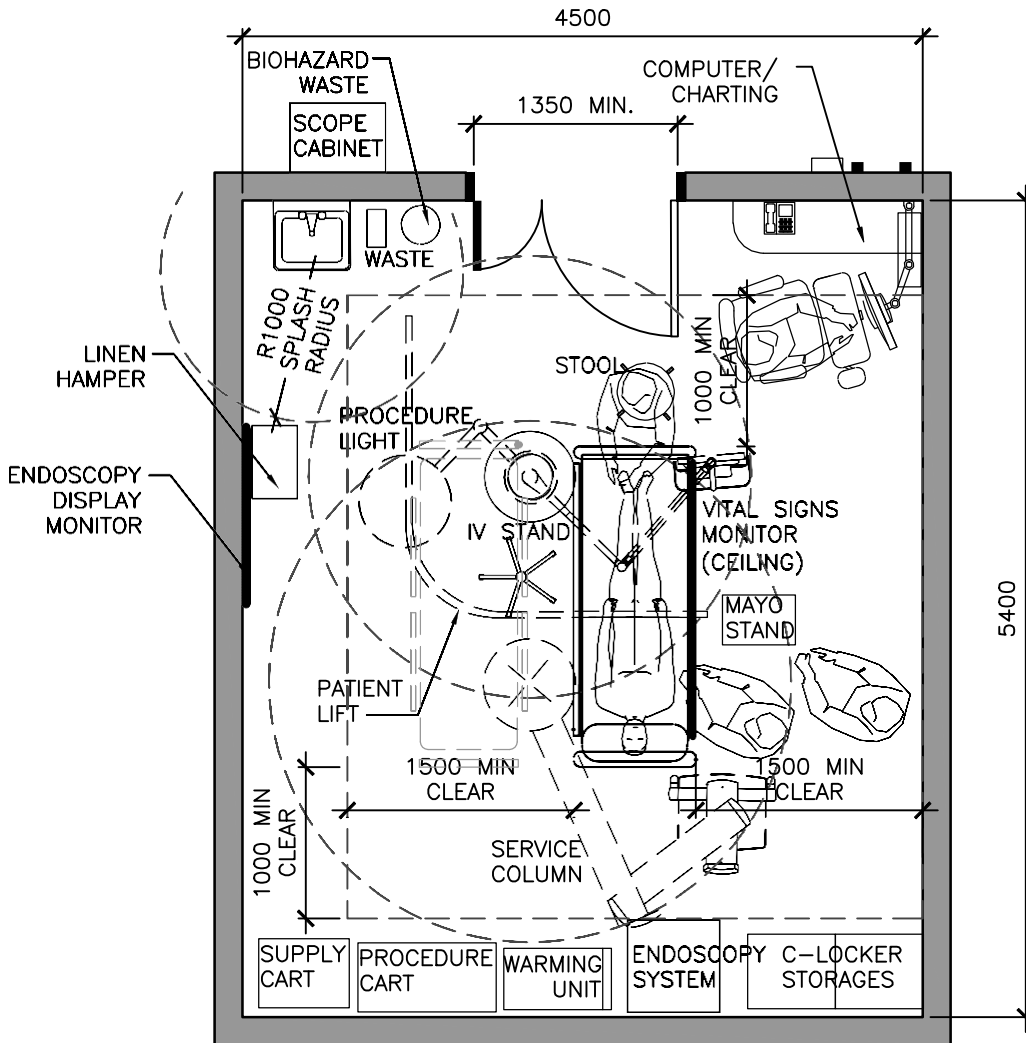 4500
BIOHAZARD
WASTE
COMPUTER/
CHARTING
1350 MIN.
SCOPE
CABINET
WASTE
R1000
SPLASH
RADIUS
LINEN
HAMPER
1000 MIN
CLEAR
STOOL
PROCEDURE
LIGHT
ENDOSCOPY
DISPLAY
MONITOR
IV STAND
VITAL SIGNS
MONITOR
(CEILING)
MAYO
STAND
5400
PATIENT
LIFT
1500 MIN
CLEAR
1500 MIN
CLEAR
1000 MIN
CLEAR
SERVICE
COLUMN
SUPPLY
CART
PROCEDURE
CART
WARMING
UNIT
ENDOSCOPY
SYSTEM
C-LOCKER
STORAGES